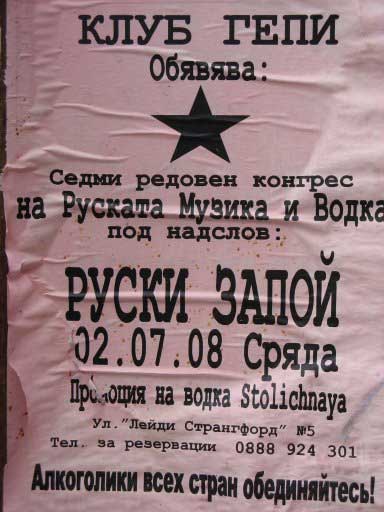 КЛУБ ГЕПИ
Обявява:
Седми редовен конгрес
на Руската Музика и Водка
под надслов:
РУСКИ ЗАПОЙ
02.07.08 Сряда
Промоция на водка Stolichnaya
Ул."Лейди Странгфорд" №5
Тел. за резервации 0888 924 301
Алкоголики всех стран обединяйтесь!